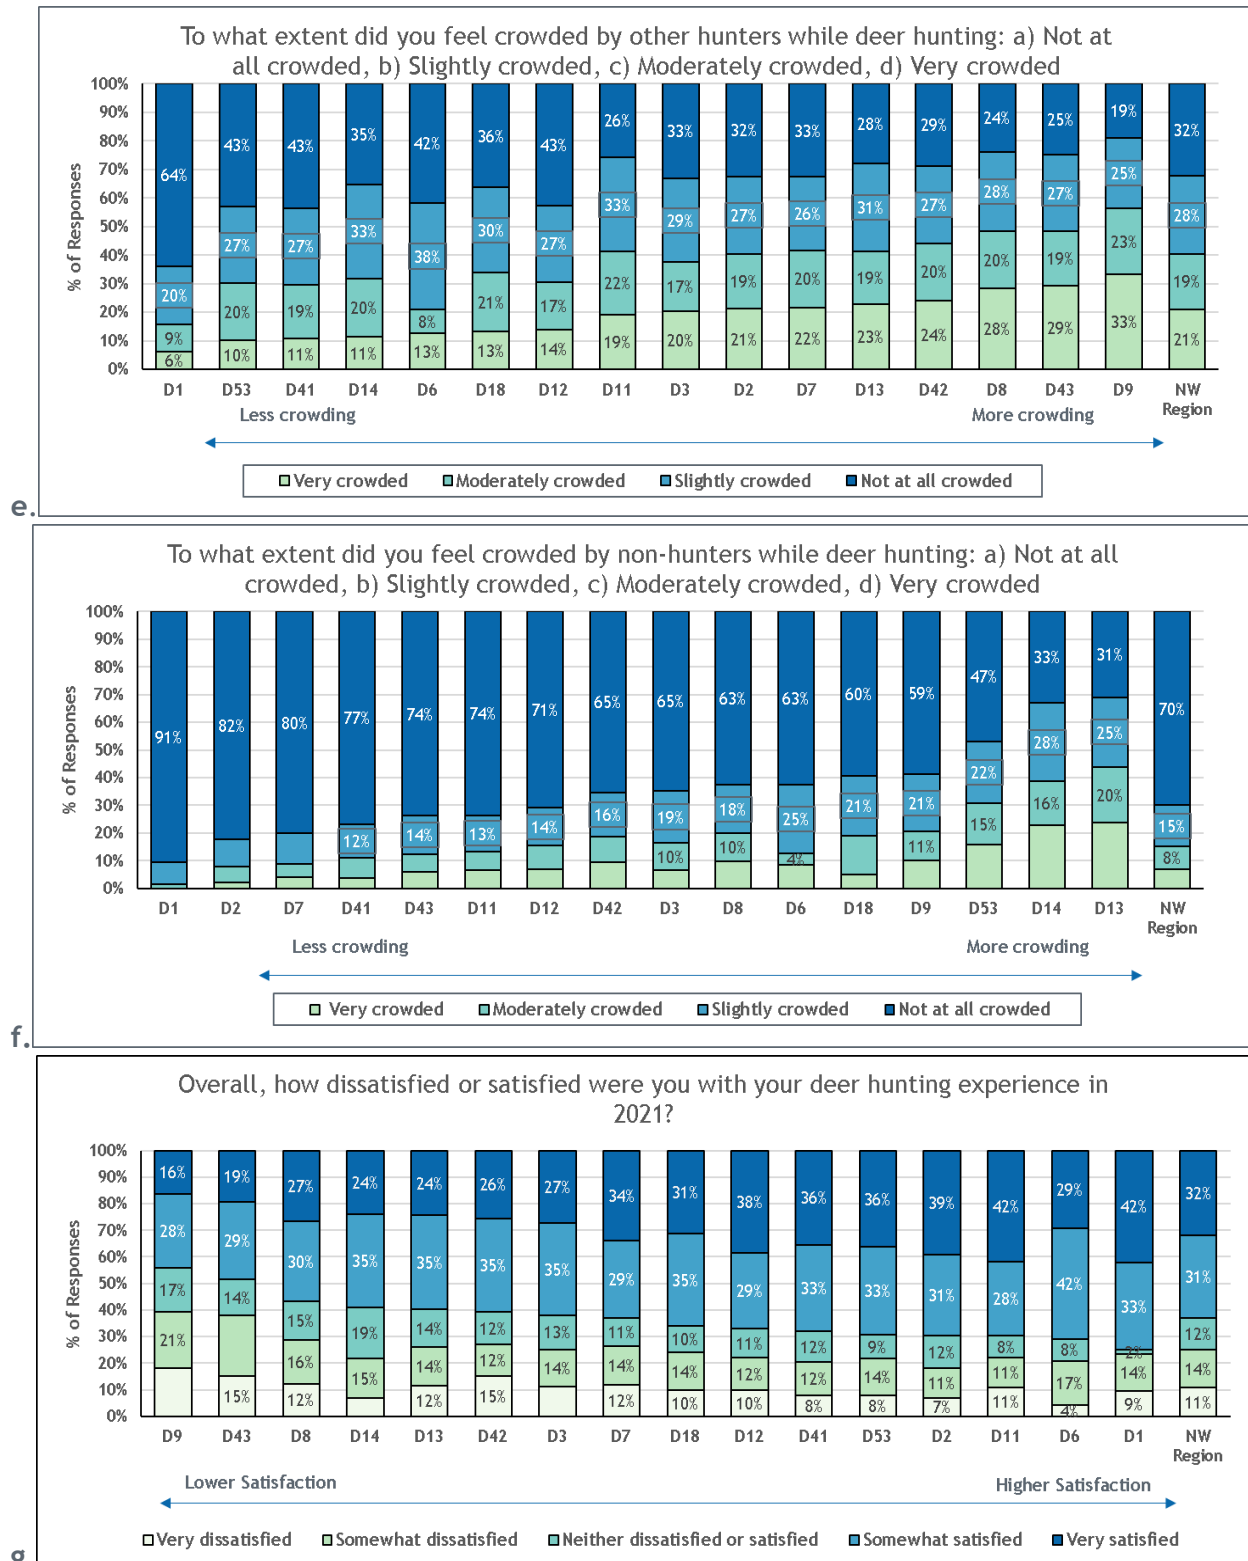 To what extent did you feel crowded by other hunters while deer hunting: a) Not at
all crowded, b) Slightly crowded, c) Moderately crowded, d) Very crowded
% of Responses
100%
90%
80%
70%
60%
50%
40%
30%
20%
10%
0%
64% 43% 43% 35% 42% 36% 43% 26% 33% 32% 33% 28% 29% 24% 25% 19% 32%
20% 27% 27% 33% 38% 30% 27% 33% 29% 27% 26% 31% 27% 28% 27% 25% 28%
9% 20% 19% 20% 8% 21% 17% 22% 17% 19% 20% 19% 20% 20% 19% 23% 19%
6% 10% 11% 11% 13% 13% 14% 19% 20% 21% 22% 23% 24% 28% 29% 33% 21%
D1 D53 D41 D14 D6 D18 D12 D11 D3 D2 D7 D13 D42 D8 D43 D9 NW
Region
Less crowding More crowding
Very crowded Moderately crowded Slightly crowded Not at all crowded
e.
To what extent did you feel crowded by non-hunters while deer hunting: a) Not at all
crowded, b) Slightly crowded, c) Moderately crowded, d) Very crowded
% of Responses
100%
90%
80%
70%
60%
50%
40%
30%
20%
10%
0%
91% 82% 80% 77% 74% 74% 71% 65% 65% 63% 63% 60% 59% 47% 33% 31% 70%
12% 14% 13% 14% 16% 19% 18% 25% 21% 21% 22% 28% 25% 15%
10% 10% 4% 11% 15% 16% 20% 8%
D1 D2 D7 D41 D43 D11 D12 D42 D3 D8 D6 D18 D9 D53 D14 D13 NW
Region
Less crowding More crowding
Very crowded Moderately crowded Slightly crowded Not at all crowded
f.
Overall, how dissatisfied or satisfied were you with your deer hunting experience in
2021?
% of Responses
100%
90%
80%
70%
60%
50%
40%
30%
20%
10%
0%
16% 19% 27% 24% 24% 26% 27% 34% 31% 38% 36% 36% 39% 42% 29% 42% 32%
28% 29% 30% 35% 35% 35% 35% 29% 35% 29% 33% 33% 31% 28% 42% 33% 31%
17% 14% 15% 19% 14% 12% 13% 11% 10% 11% 12% 9% 12% 8% 8% 2% 12%
21% 16% 15% 14% 12% 14% 14% 14% 12% 12% 14% 11% 11% 17% 14% 14%
15% 12% 12% 15% 12% 10% 10% 8% 8% 7% 11% 4% 9% 11%
D9 D43 D8 D14 D13 D42 D3 D7 D18 D12 D41 D53 D2 D11 D6 D1 NW
Region
Lower Satisfaction Higher Satisfaction
Very dissatisfied Somewhat dissatisfied Neither dissatisfied or satisfied Somewhat satisfied Very satisfied